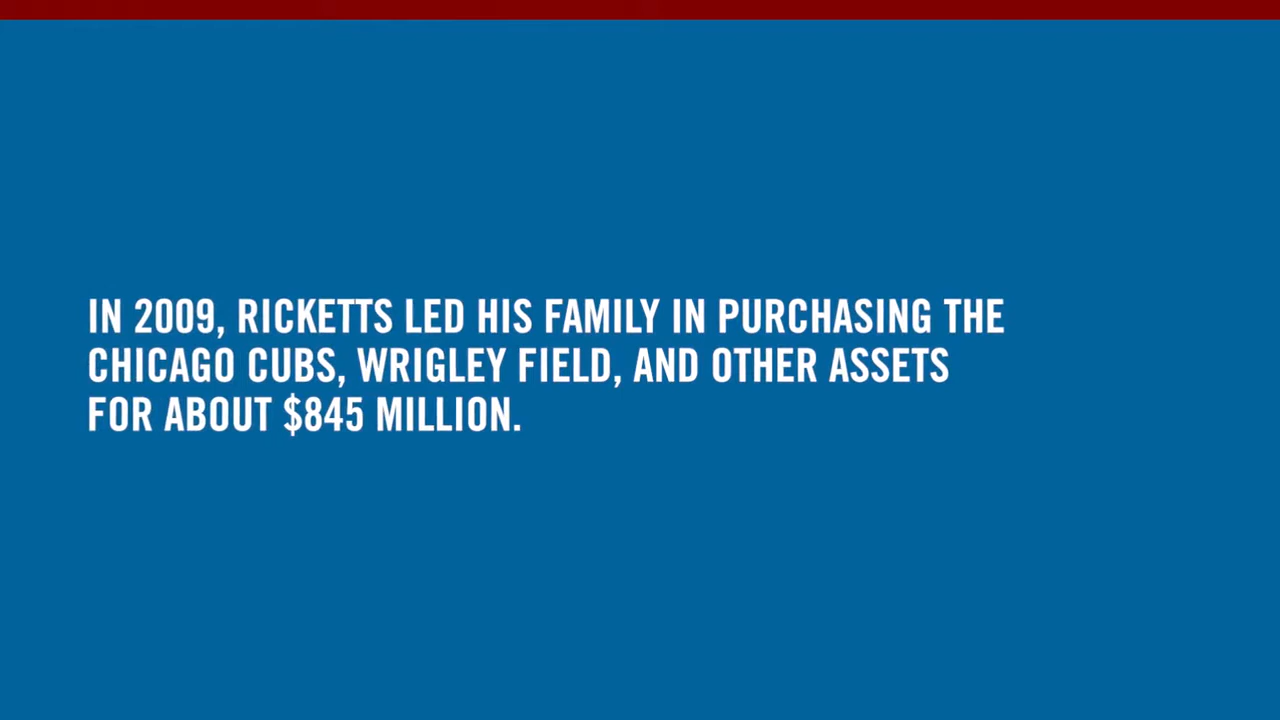 IN 2009, RICKETTS LED HIS FAMILY IN PURCHASING THE
CHICAGO CUBS, WRIGLEY FIELD, AND OTHER ASSETS
FOR ABOUT $845 MILLION.